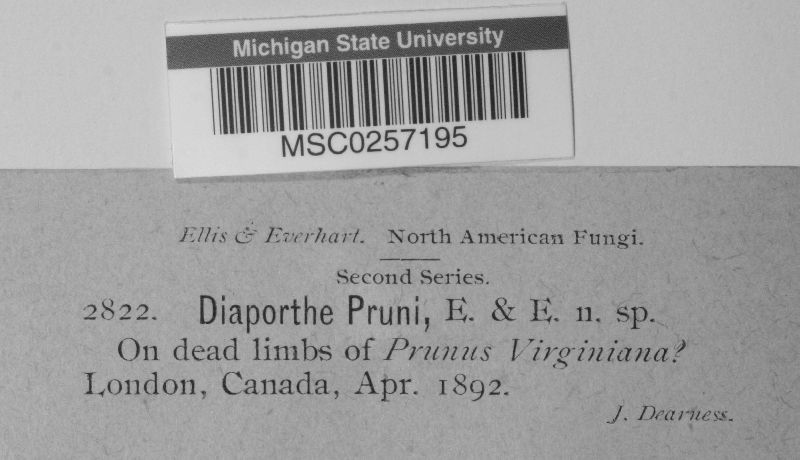 Michigan State University
MSC0257195
Ellis & Everhart. North American Fungi.
Second Series.
2822. Diaporthe Pruni, E. & E. n. sp.
On dead limbs of Prunus Virginiana?
London, Canada, Apr. 1892.
J. Dearness.